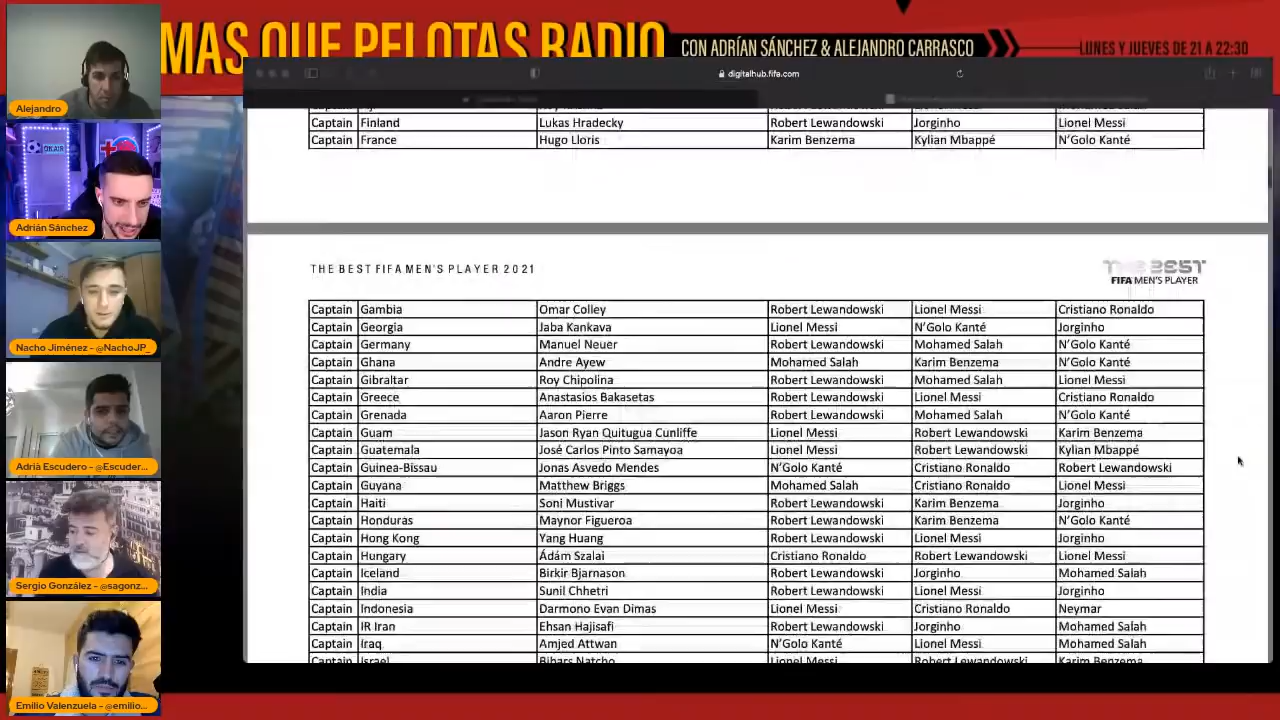 MAS QUE PELOTAS RADIO
CON ADRÍAN SÁNCHEZ & ALEJANDRO CARRASCO
LUNES Y JUEVES DE 21 A 22:30
digitalhub.fifa.com
Alejandro
Adrián Sánchez
Nacho Jiménez - @NachoJP_
Adrià Escudero - @Escuder...
Sergio González - @sagonz...
Emilio Valenzuela - @emilio...
ON AIR
Captain Finland Lukas Hradecky Robert Lewandowski Jorginho Lionel Messi
Captain France Hugo Lloris Karim Benzema Kylian Mbappé N'Golo Kanté
THE BEST FIFA MEN'S PLAYER 2021
THE BEST
FIFA MEN'S PLAYER
Captain Gambia Omar Colley Robert Lewandowski Lionel Messi Cristiano Ronaldo
Captain Georgia Jaba Kankava Lionel Messi N'Golo Kanté Jorginho
Captain Germany Manuel Neuer Robert Lewandowski Mohamed Salah N'Golo Kanté
Captain Ghana Andre Ayew Mohamed Salah Karim Benzema N'Golo Kanté
Captain Gibraltar Roy Chipolina Robert Lewandowski Mohamed Salah Lionel Messi
Captain Greece Anastasios Bakasetas Robert Lewandowski Lionel Messi Cristiano Ronaldo
Captain Grenada Aaron Pierre Robert Lewandowski Mohamed Salah N'Golo Kanté
Captain Guam Jason Ryan Quitugua Cunliffe Lionel Messi Robert Lewandowski Karim Benzema
Captain Guatemala José Carlos Pinto Samayoa Lionel Messi Robert Lewandowski Kylian Mbappé
Captain Guinea-Bissau Jonas Asvedo Mendes N'Golo Kanté Cristiano Ronaldo Robert Lewandowski
Captain Guyana Matthew Briggs Mohamed Salah Cristiano Ronaldo Lionel Messi
Captain Haiti Soni Mustivar Robert Lewandowski Karim Benzema Jorginho
Captain Honduras Maynor Figueroa Robert Lewandowski Karim Benzema N'Golo Kanté
Captain Hong Kong Yang Huang Robert Lewandowski Lionel Messi Jorginho
Captain Hungary Ádám Szalai Cristiano Ronaldo Robert Lewandowski Lionel Messi
Captain Iceland Birkir Bjarnason Robert Lewandowski Jorginho Mohamed Salah
Captain India Sunil Chhetri Robert Lewandowski Lionel Messi Jorginho
Captain Indonesia Darmono Evan Dimas Lionel Messi Cristiano Ronaldo Neymar
Captain IR Iran Ehsan Hajisafi Robert Lewandowski Jorginho Mohamed Salah
Captain Iraq Amjed Attwan N'Golo Kanté Lionel Messi Mohamed Salah
Captain Israel Bibars Natcho Lionel Messi Robert Lewandowski Karim Benzema